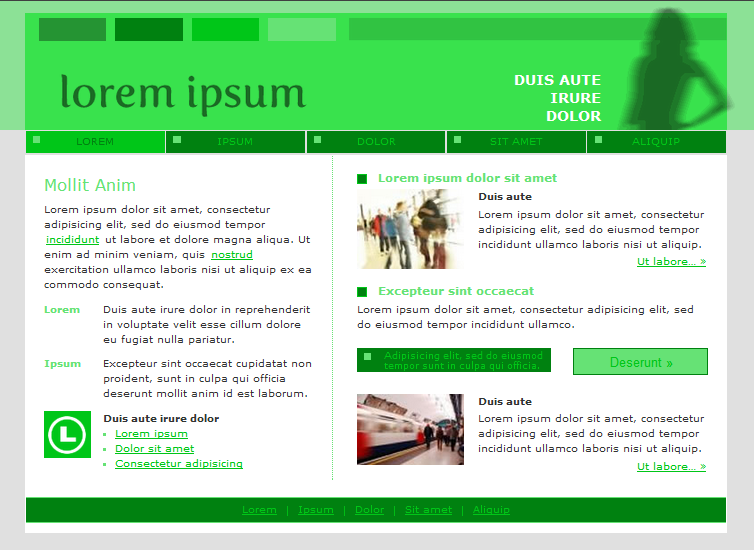 lorem ipsum
DUIS AUTE
IRURE
DOLOR
LOREM IPSUM DOLOR SIT AMET ALIQUIP
Mollit Anim
Lorem ipsum dolor sit amet, consectetur
adipisicing elit, sed do eiusmod tempor
incididunt ut labore et dolore magna aliqua. Ut
enim ad minim veniam, quis nostrud
exercitation ullamco laboris nisi ut aliquip ex ea
commodo consequat.
Lorem Duis aute irure dolor in reprehenderit
in voluptate velit esse cillum dolore
eu fugiat nulla pariatur.
Ipsum Excepteur sint occaecat cupidatat non
proident, sunt in culpa qui officia
deserunt mollit anim id est laborum.
Duis aute irure dolor
Lorem ipsum
Dolor sit amet
Consectetur adipisicing
Lorem ipsum dolor sit amet
Duis aute
Lorem ipsum dolor sit amet, consectetur
adipisicing elit, sed do eiusmod tempor
incididunt ullamco laboris nisi ut aliquip.
Ut labore... »
Excepteur sint occaecat
Lorem ipsum dolor sit amet, consectetur adipisicing elit, sed
do eiusmod tempor incididunt ullamco.
Adipisicing elit, sed do eiusmod
tempor sunt in culpa qui officia.
Deserunt »
Duis aute
Lorem ipsum dolor sit amet, consectetur
adipisicing elit, sed do eiusmod tempor
incididunt ullamco laboris nisi ut aliquip.
Ut labore... »
Lorem | Ipsum | Dolor | Sit amet | Aliquip